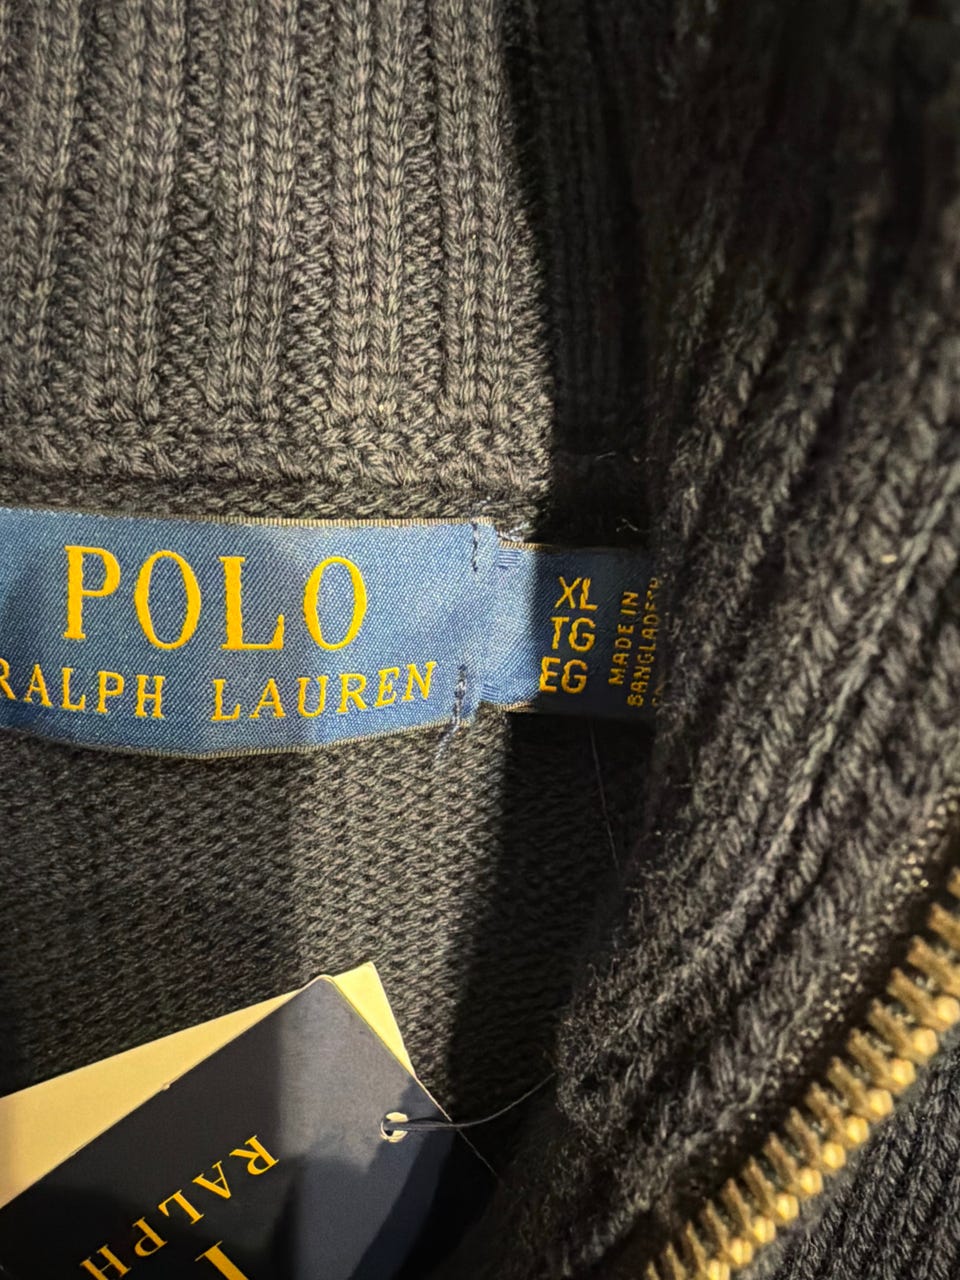 POLO
RALPH LAUREN
XL
TG
EG
MADE IN
BANGLADESH
RALPH